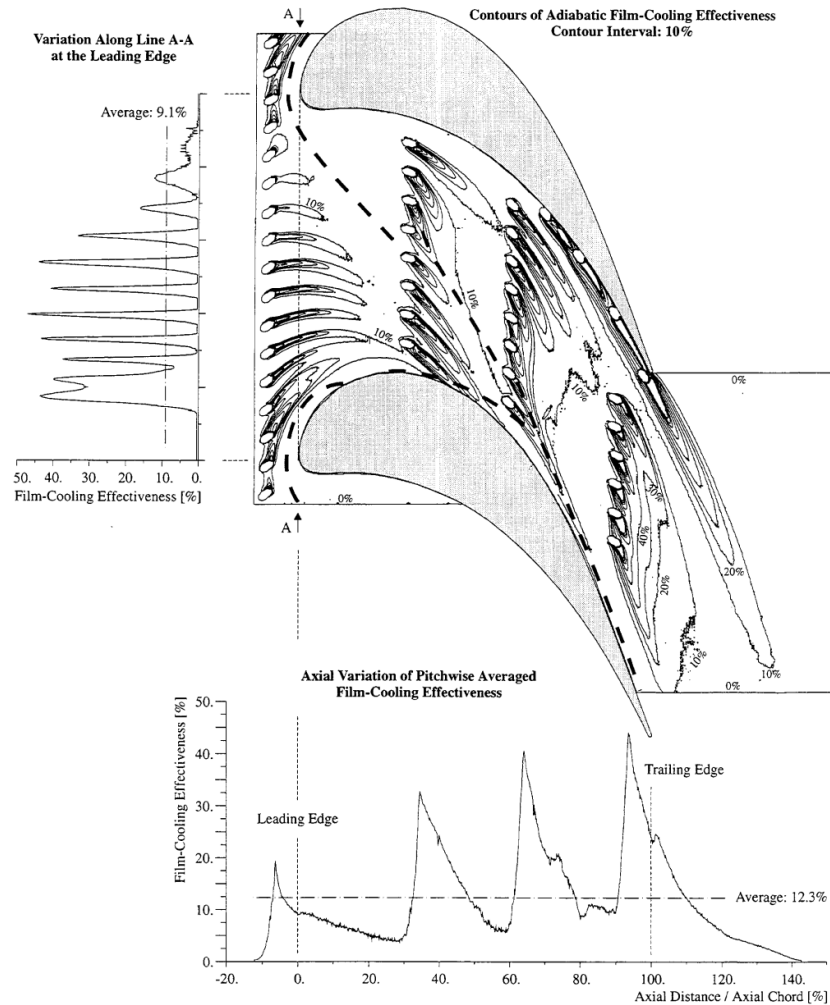 A
Contours of Adiabatic Film-Cooling Effectiveness
Contour Interval: 10%
Variation Along Line A-A
at the Leading Edge
Average: 9.1%
10%
10%
10%
10%
10%
0%
50. 40. 30. 20. 10. 0.
Film-Cooling Effectiveness [%]
0%
A
50%
40%
20%
20%
10%
10%
0%
Axial Variation of Pitchwise Averaged
Film-Cooling Effectiveness
50.
40.
30.
20.
10.
0.
Film-Cooling Effectiveness [%]
Leading Edge
Trailing Edge
Average: 12.3%
-20. 0. 20. 40. 60. 80. 100. 120. 140.
Axial Distance / Axial Chord [%]